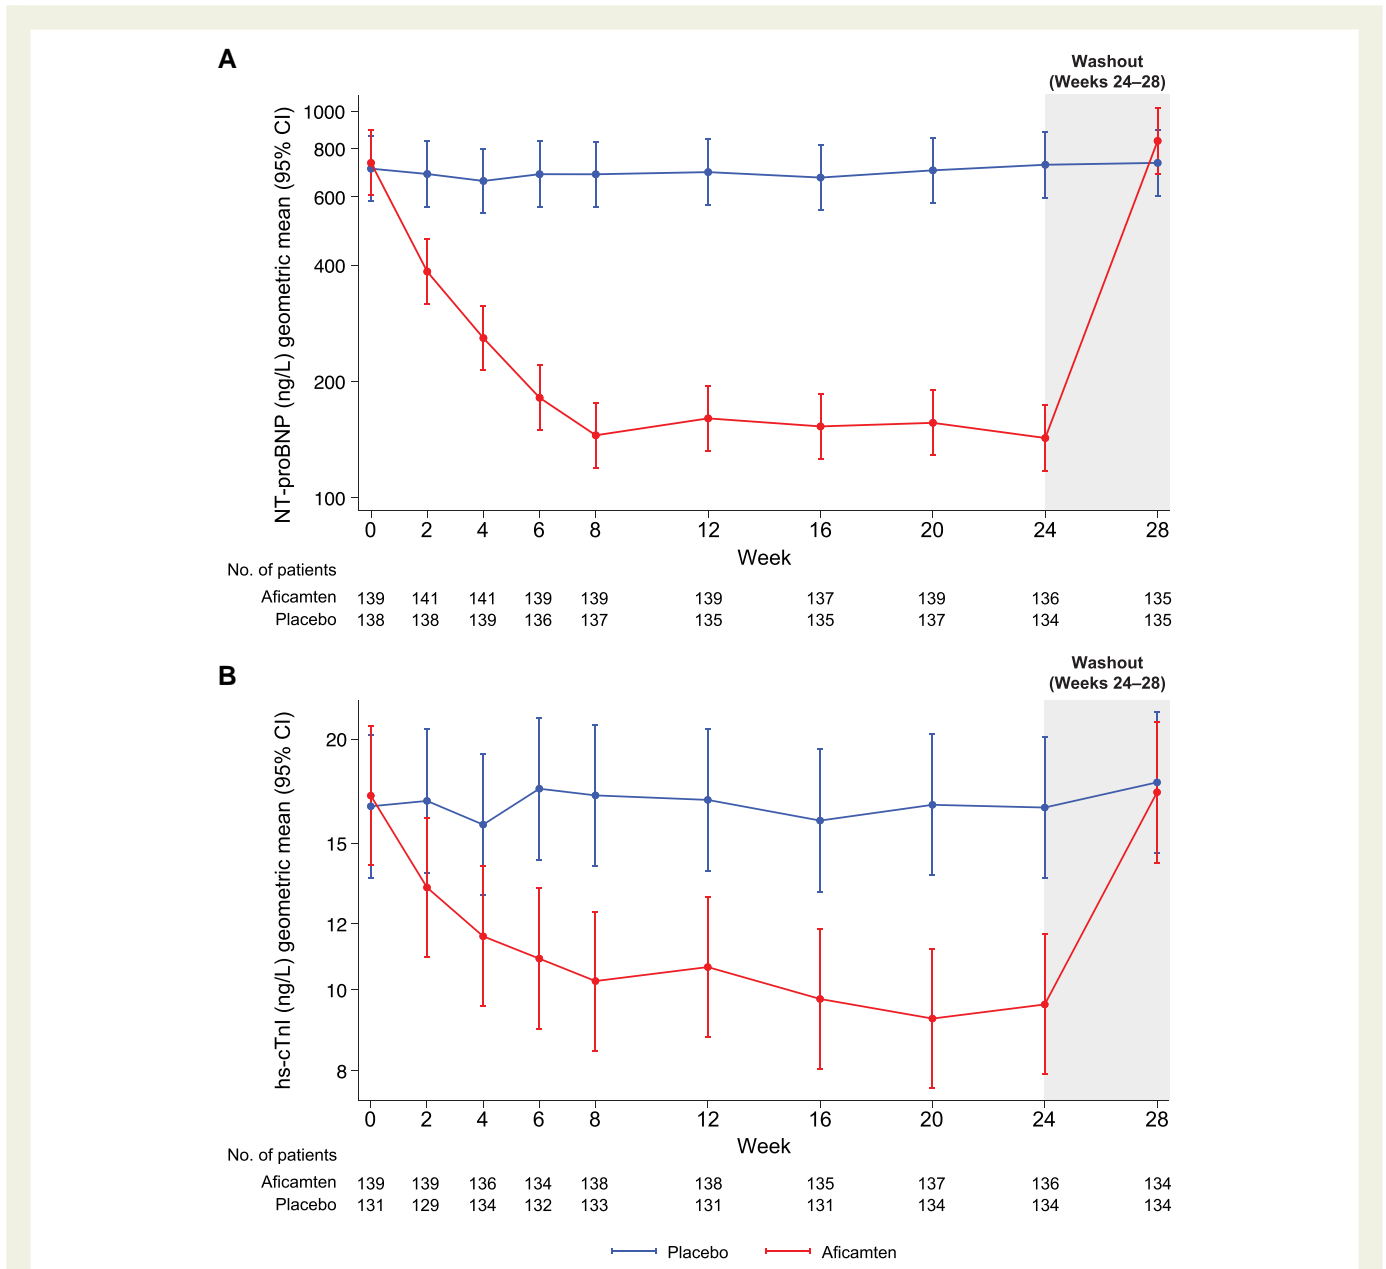 A
Washout
(Weeks 24–28)
NT-proBNP (ng/L) geometric mean (95% CI)
1000
800
600
400
200
100
0 2 4 6 8 12 16 20 24 28
Week
No. of patients
Aficamten 139 141 141 139 139 139 137 139 136 135
Placebo 138 138 139 136 137 135 135 137 134 135
B
Washout
(Weeks 24–28)
hs-cTnI (ng/L) geometric mean (95% CI)
20
15
12
10
8
0 2 4 6 8 12 16 20 24 28
Week
No. of patients
Aficamten 139 139 136 134 138 138 135 137 136 134
Placebo 131 129 134 132 133 131 131 134 134 134
Placebo Aficamten